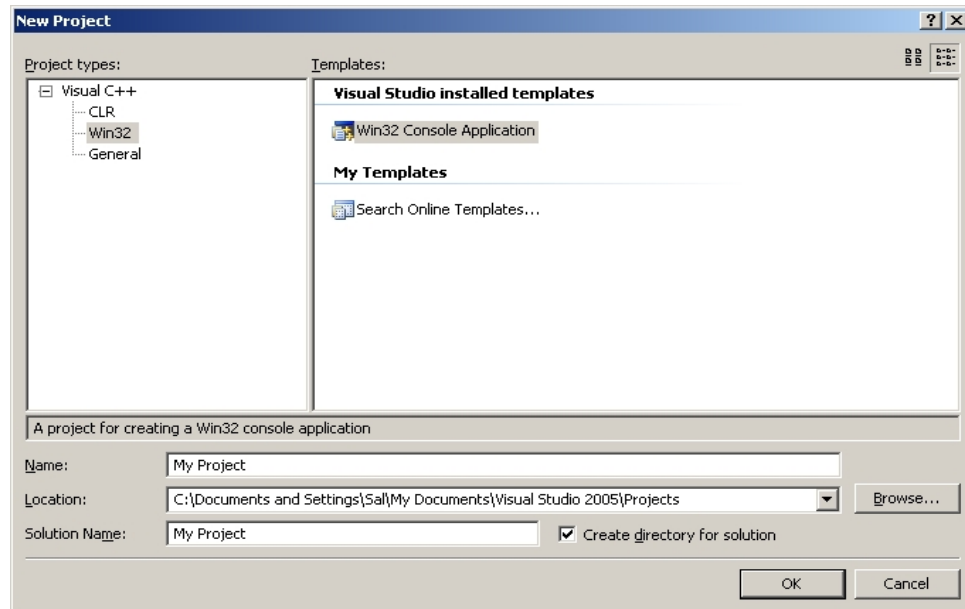 New Project
Project types:
Templates:
Visual C++
CLR
Win32
General
Visual Studio installed templates
Win32 Console Application
My Templates
Search Online Templates...
A project for creating a Win32 console application
Name:
My Project
Location:
C:\Documents and Settings\Sal\My Documents\Visual Studio 2005\Projects
Browse...
Solution Name:
My Project
Create directory for solution
OK
Cancel